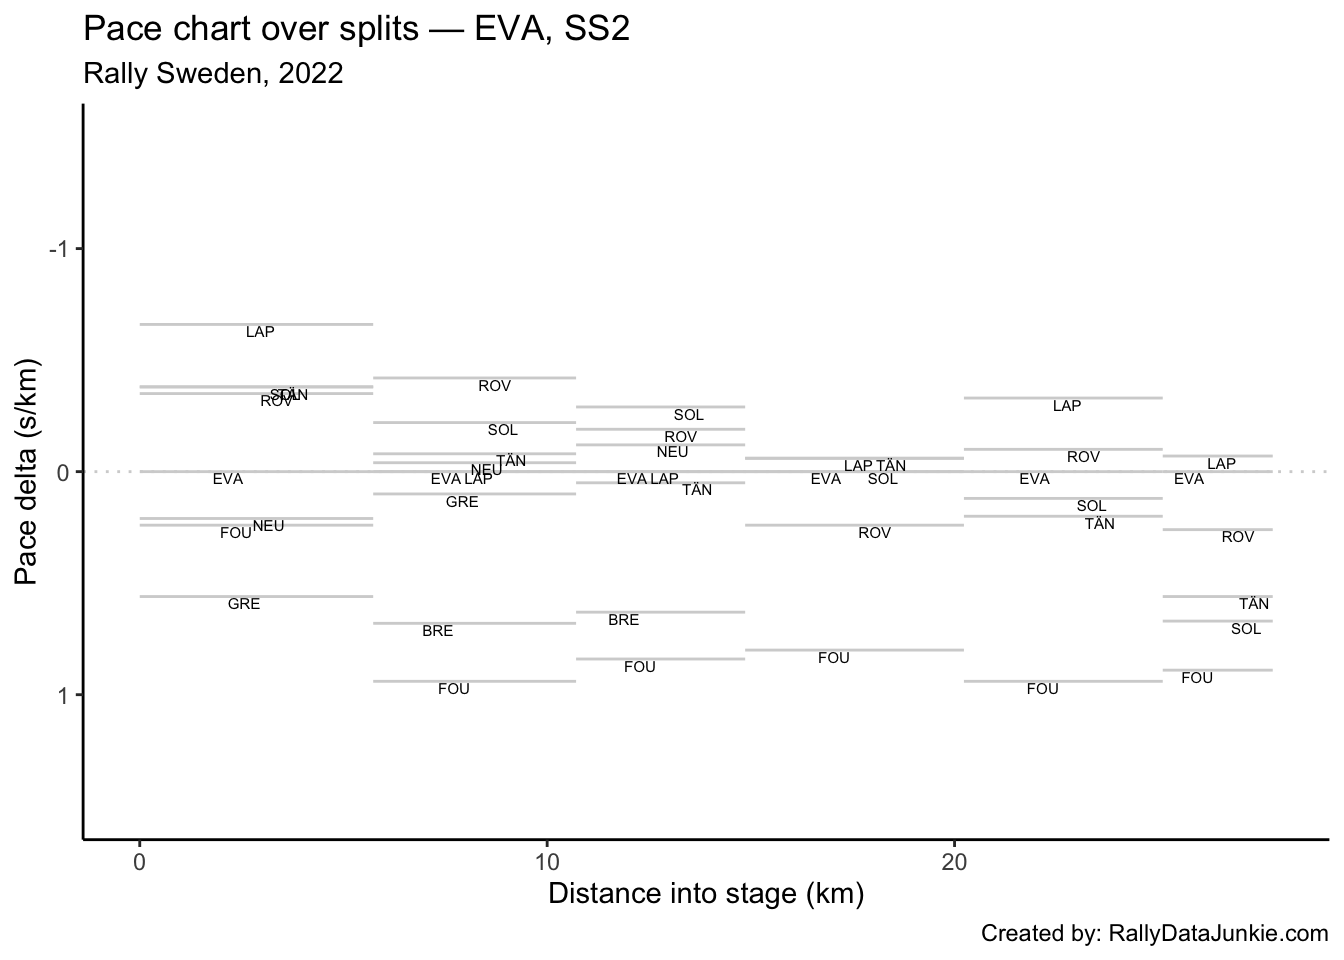 Pace chart over splits — EVA, SS2
Rally Sweden, 2022
Pace delta (s/km)
-1
0
1
LAP
SOL TÄN
ROV
EVA
NEU
FOU
GRE
ROV
SOL
TÄN
NEU
EVA LAP
GRE
BRE
FOU
SOL
ROV
NEU
EVA LAP
TÄN
BRE
FOU
LAP TÄN
EVA SOL
ROV
FOU
LAP
ROV
EVA
SOL
TÄN
FOU
LAP
EVA
ROV
TÄN
SOL
FOU
0 10 20
Distance into stage (km)
Created by: RallyDataJunkie.com